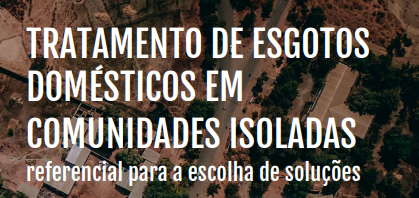 TRATAMENTO DE ESGOTOS
DOMÉSTICOS EM
COMUNIDADES ISOLADAS
referencial para a escolha de soluções